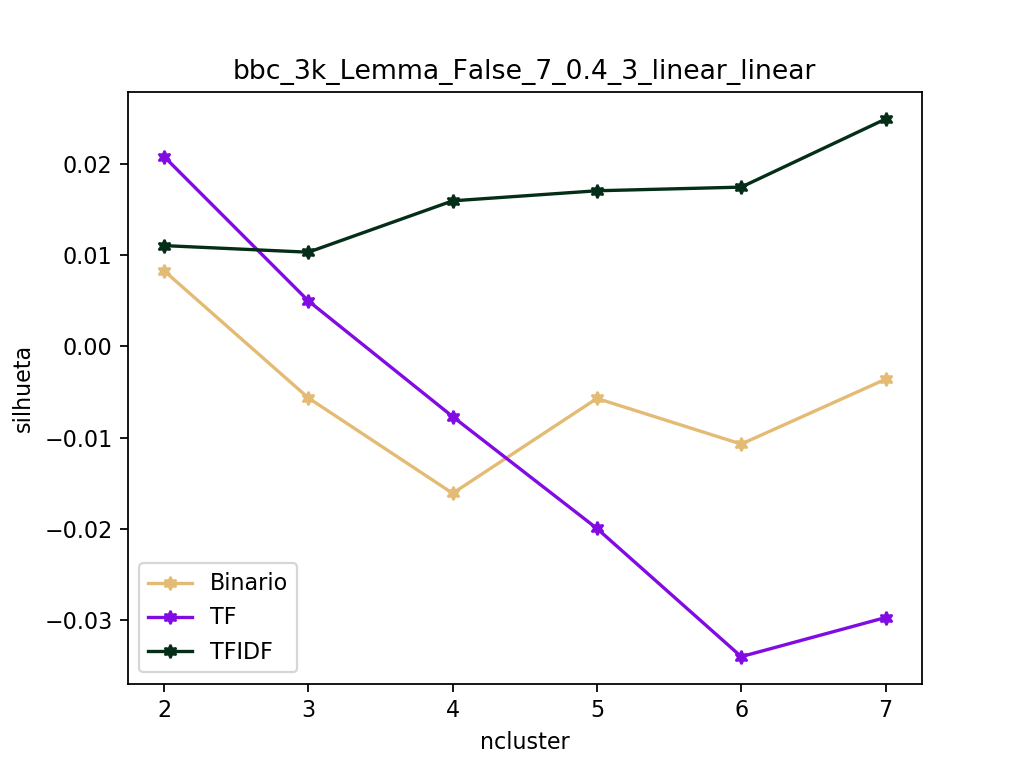 bbc_3k_Lemma_False_7_0.4_3_linear_linear
silhueta
0.02
0.01
0.00
−0.01
−0.02
−0.03
Binario
TF
TFIDF
2 3 4 5 6 7
ncluster